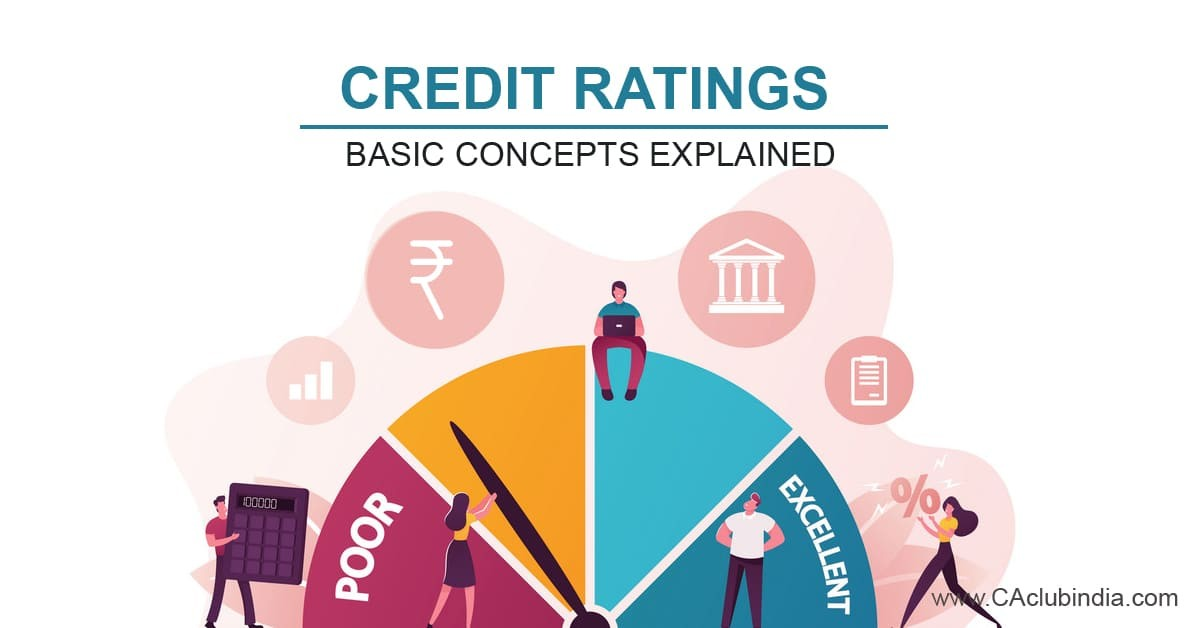 CREDIT RATINGS
BASIC CONCEPTS EXPLAINED
₹
100000
POOR
EXCELLENT
%
www.CAclubindia.com